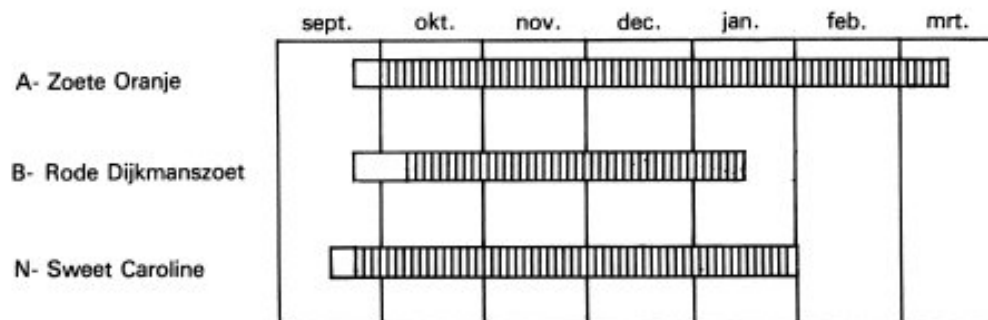 sept. okt. nov. dec. jan. feb. mrt.
A- Zoete Oranje
B- Rode Dijkmanszoet
N- Sweet Caroline